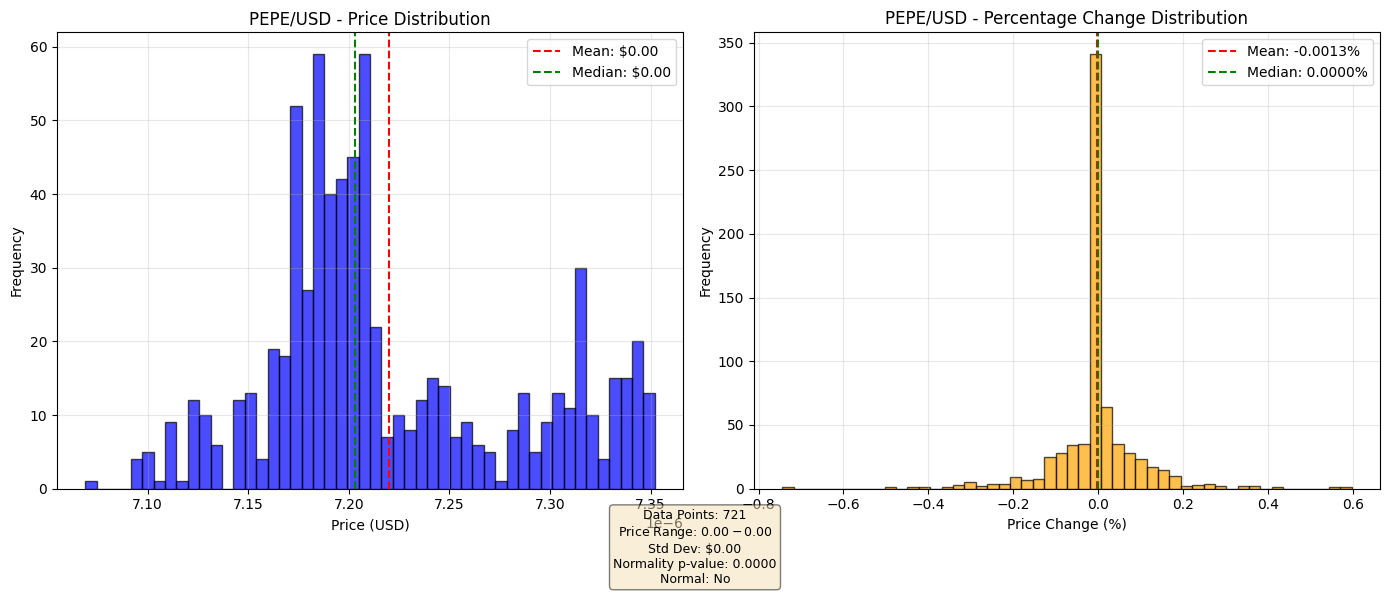 PEPE/USD - Price Distribution
60
50
40
30
20
10
0
Frequency
Mean: $0.00
Median: $0.00
7.10
7.15
7.20
7.25
7.30
7.35
1e−6
Price (USD)
PEPE/USD - Percentage Change Distribution
350
300
250
200
150
100
50
0
Frequency
Mean: -0.0013%
Median: 0.0000%
−0.8
−0.6
−0.4
−0.2
0.0
0.2
0.4
0.6
Price Change (%)
Data Points: 721
Price Range: 0.00 − 0.00
Std Dev: $0.00
Normality p-value: 0.0000
Normal: No